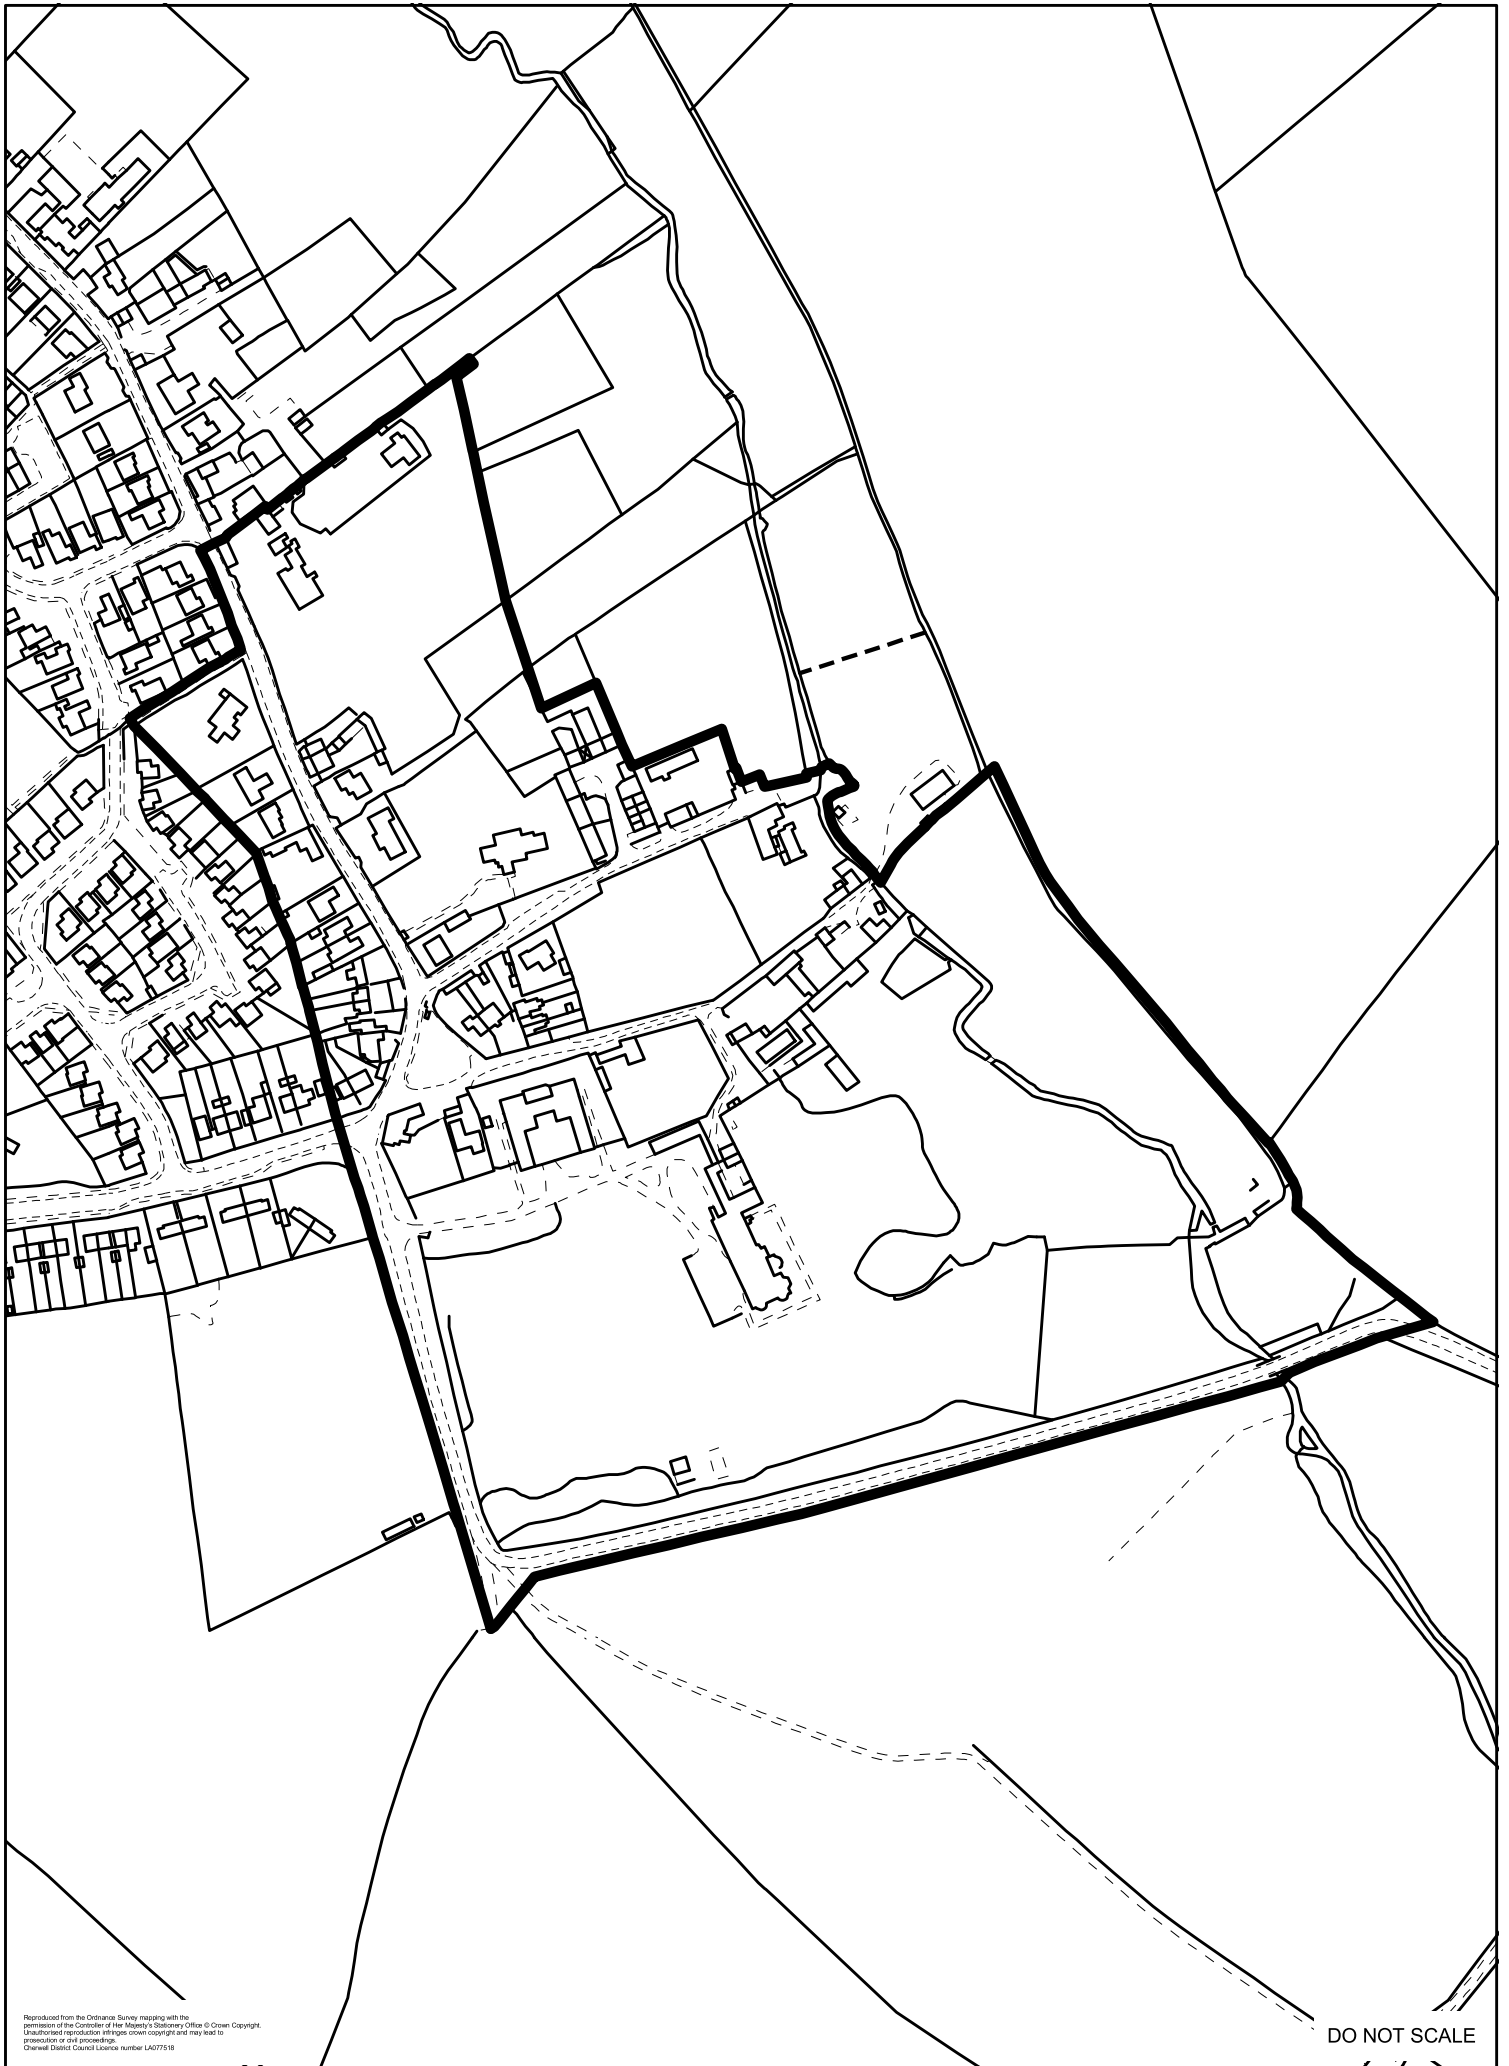 Reproduced from the Ordnance Survey mapping with the
permission of the Controller of Her Majesty's Stationery Office © Crown Copyright.
Unauthorised reproduction infringes crown copyright and may lead to
prosecution or civil proceedings.
Cherwell District Council Licence number LA077518
DO NOT SCALE